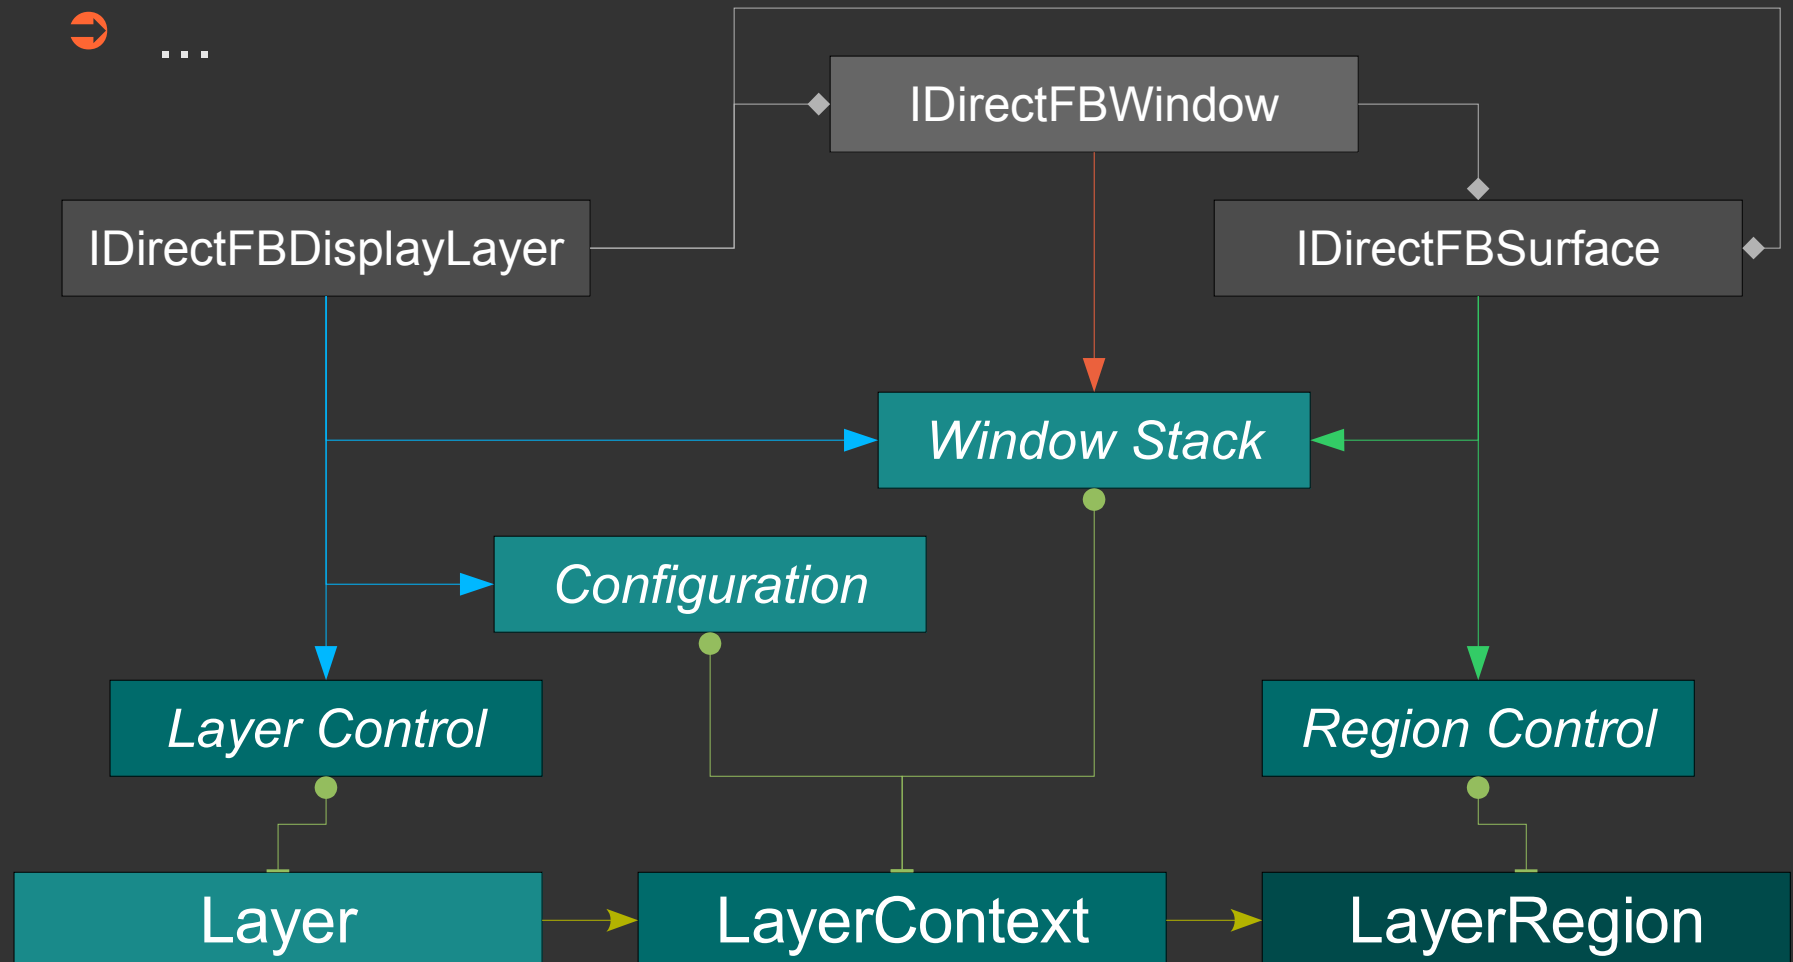 ...
IDirectFBWindow
IDirectFBDisplayLayer
IDirectFBSurface
Window Stack
Configuration
Layer Control
Region Control
Layer
LayerContext
LayerRegion